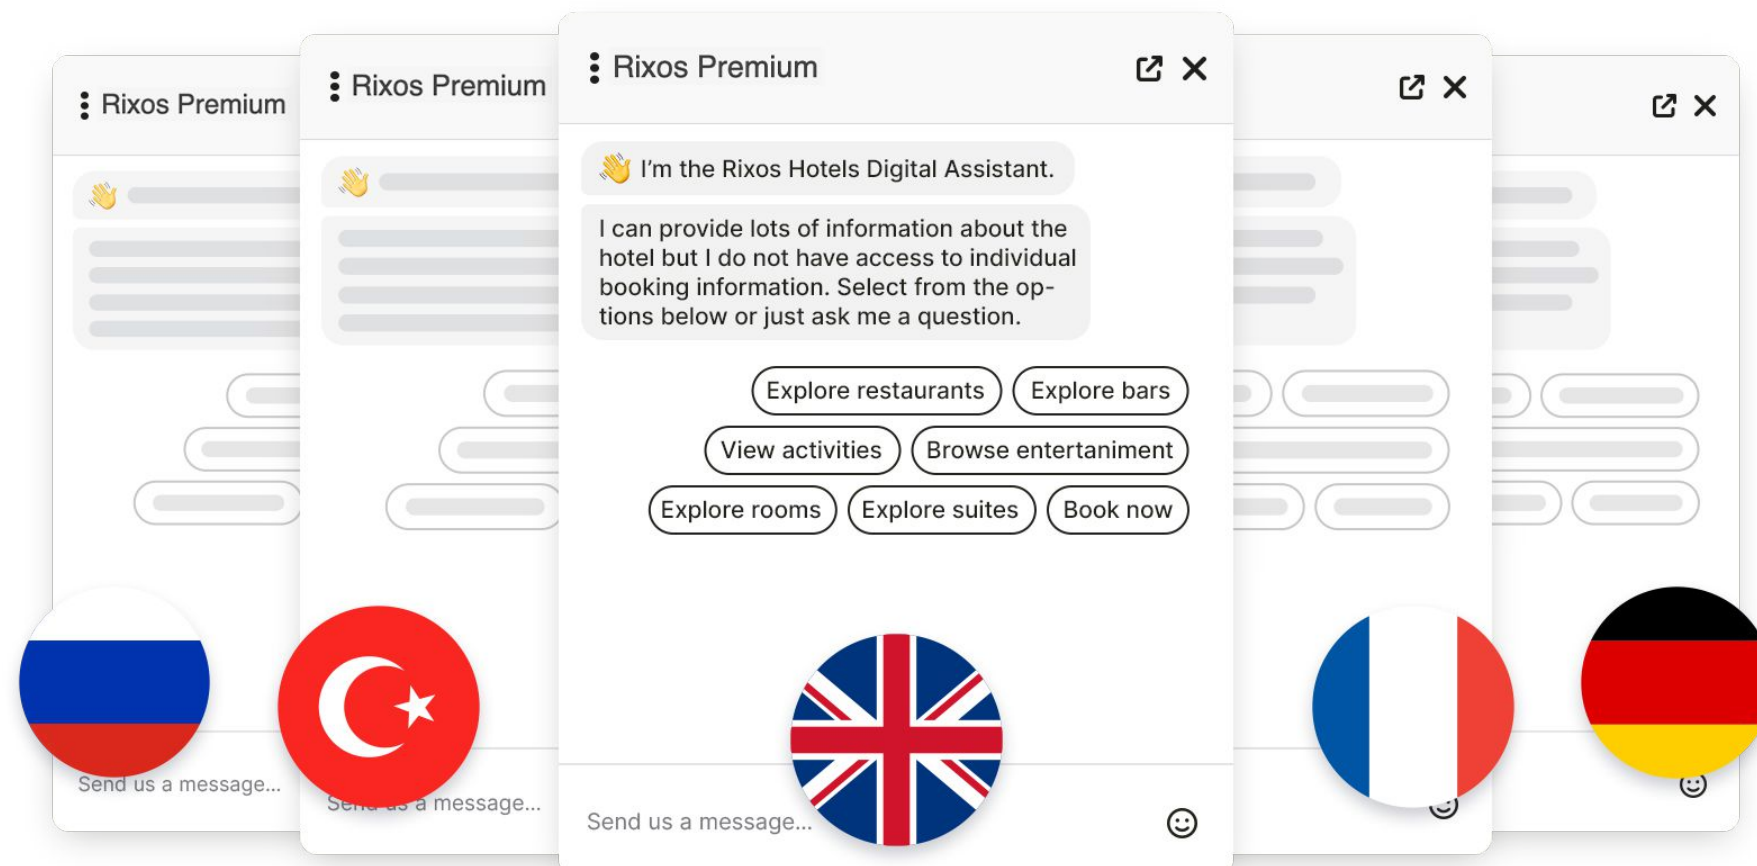 Rixos Premium
Rixos Premium
Rixos Premium
👋 I'm the Rixos Hotels Digital Assistant.
I can provide lots of information about the
hotel but I do not have access to individual
booking information. Select from the op-
tions below or just ask me a question.
Explore restaurants
Explore bars
View activities
Browse entertaniment
Explore rooms
Explore suites
Book now
Send us a message...
Send us a message...
Send us a message...